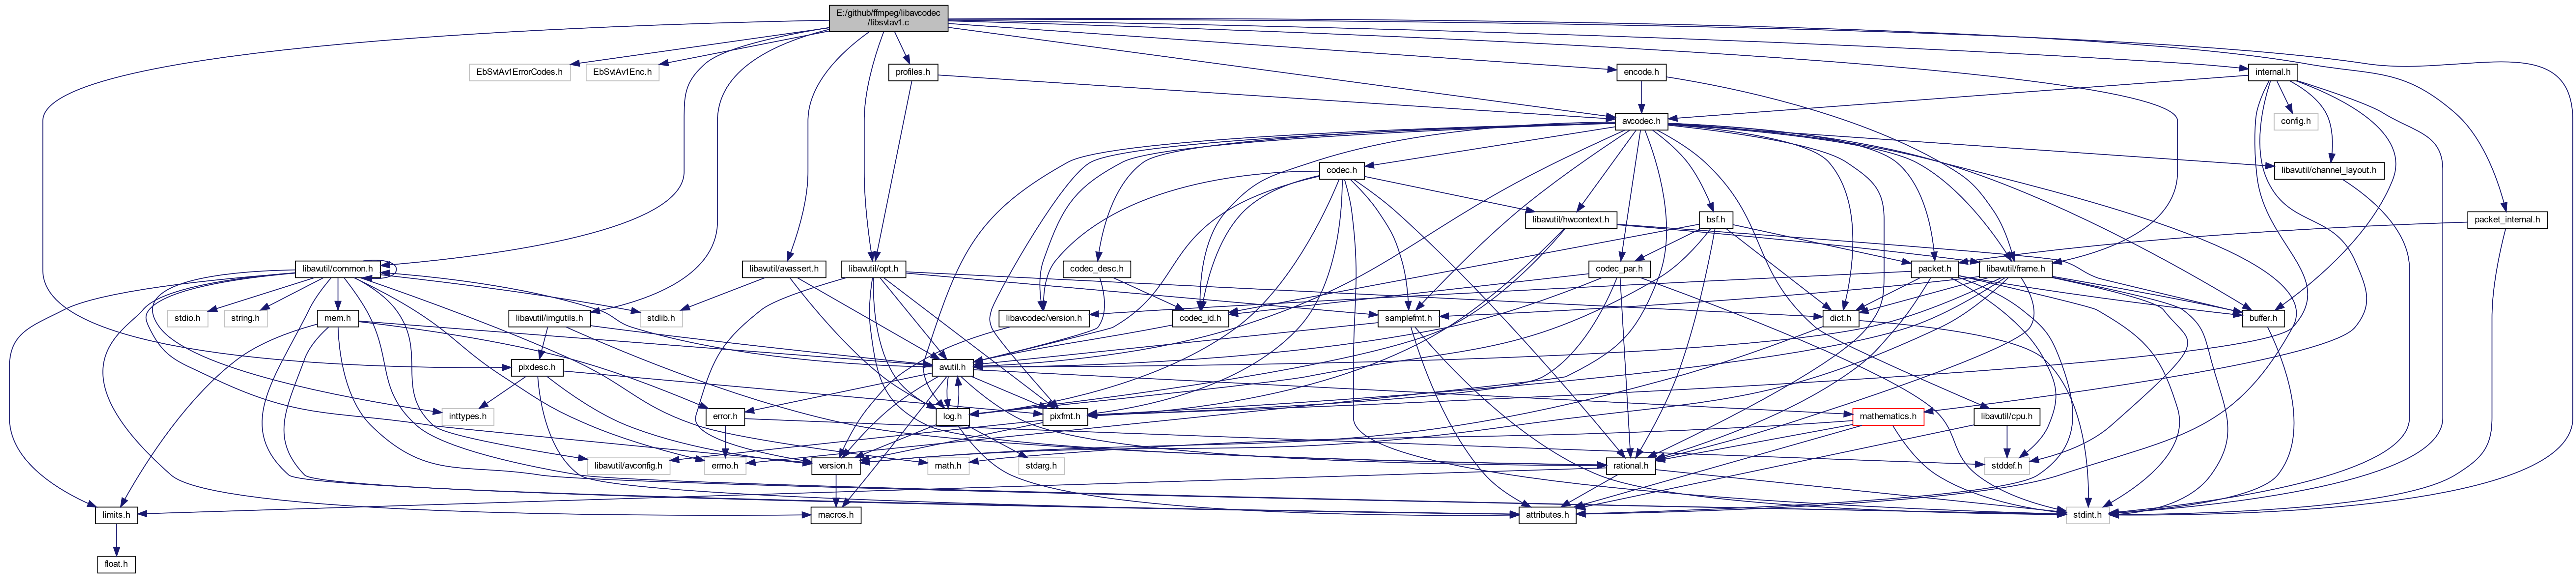 E:/github/ffmpeg/libavcodec
/libsvtav1.c
EbSvtAv1ErrorCodes.h
EbSvtAv1Enc.h
profiles.h
encode.h
internal.h
avcodec.h
config.h
codec.h
libavutil/channel_layout.h
libavutil/hwcontext.h
bsf.h
packet_internal.h
libavutil/common.h
libavutil/avassert.h
libavutil/opt.h
codec_desc.h
codec_par.h
packet.h
libavutil/frame.h
stdio.h
string.h
mem.h
libavutil/imgutils.h
stdlib.h
libavcodec/version.h
codec_id.h
samplefmt.h
dict.h
buffer.h
pixdesc.h
avutil.h
inttypes.h
error.h
log.h
pixfmt.h
mathematics.h
libavutil/cpu.h
libavutil/avconfig.h
errno.h
version.h
math.h
stdarg.h
rational.h
stddef.h
limits.h
macros.h
attributes.h
stdint.h
float.h